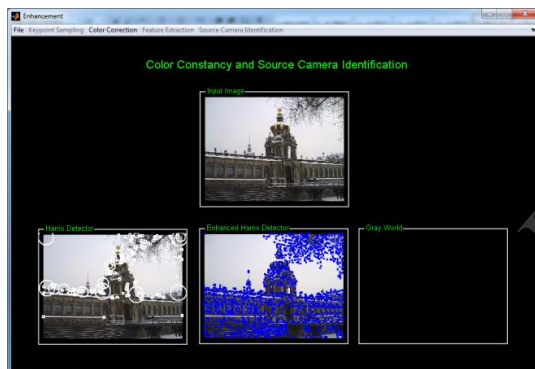 Enhancement
File Keypoint Sampling Color Correction Feature Extraction Source Camera Identification
Color Constancy and Source Camera Identification
Input Image
Harris Detector Enhanced Harris Detector Gray World